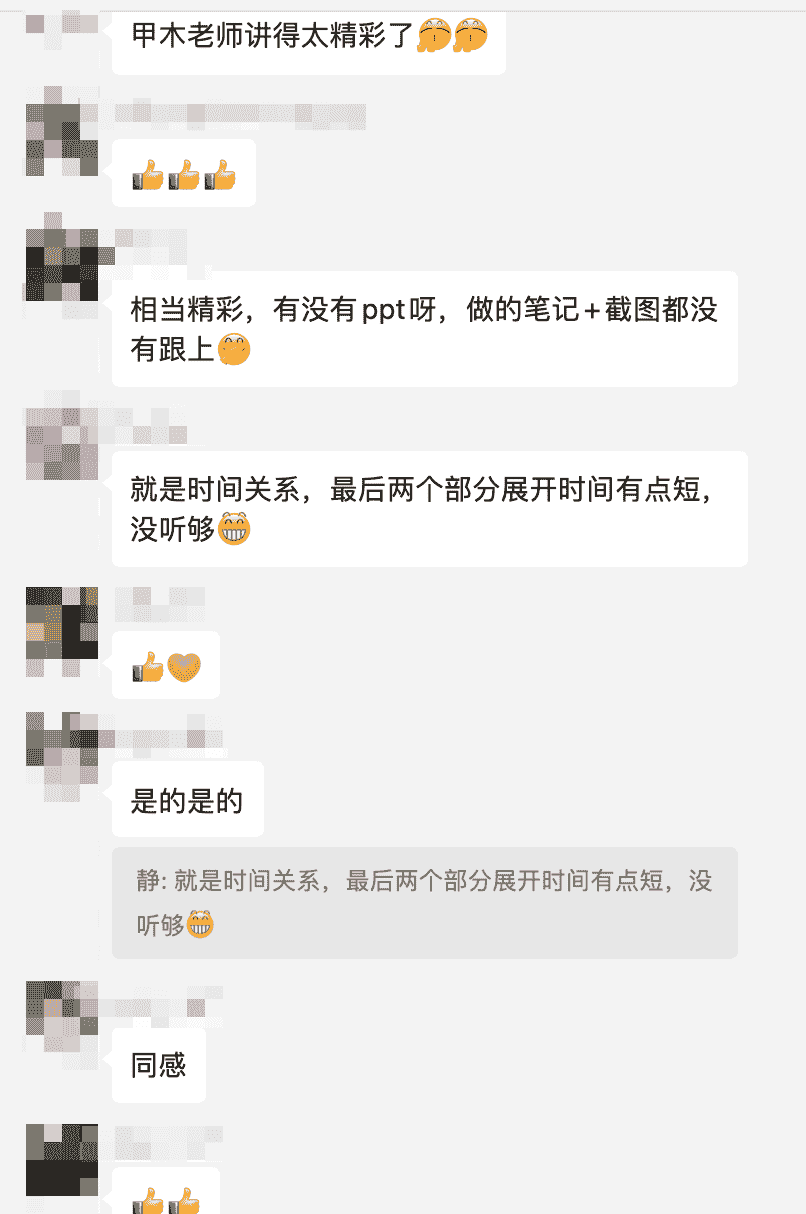 甲木老师讲得太精彩了
相当精彩，有没有ppt呀，做的笔记+截图都没
有跟上
就是时间关系，最后两个部分展开时间有点短，
没听够
是的是的
静: 就是时间关系，最后两个部分展开时间有点短，没
听够
同感